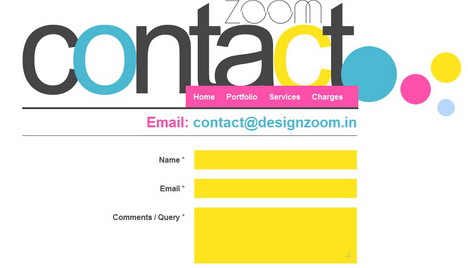 zoom
contact
Home Portfolio Services Charges
Email: contact@designzoom.in
Name *
Email *
Comments / Query *